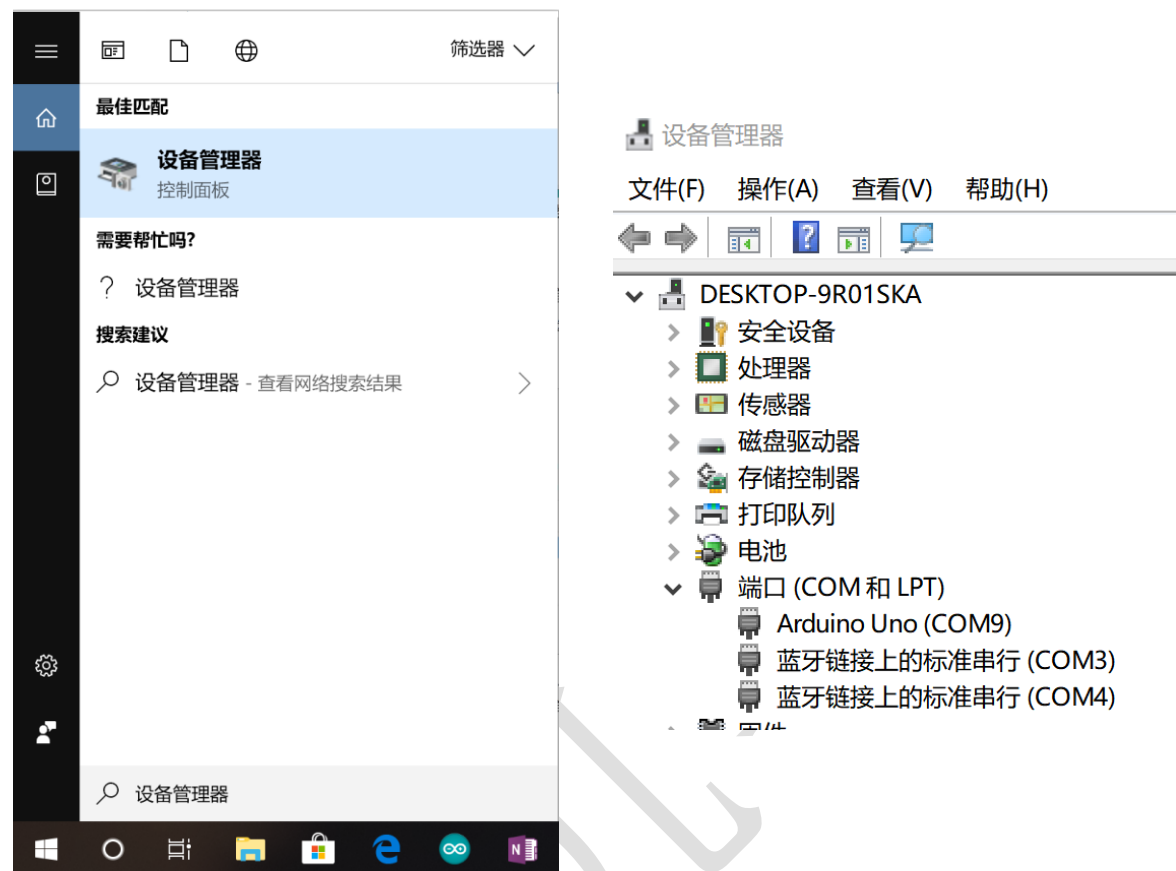 筛选器
最佳匹配
设备管理器
控制面板
需要帮忙吗?
设备管理器
搜索建议
设备管理器 - 查看网络搜索结果
设备管理器
设备管理器
文件(F) 操作(A) 查看(V) 帮助(H)
DESKTOP-9R01SKA
安全设备
处理器
传感器
磁盘驱动器
存储控制器
打印队列
电池
端口 (COM 和 LPT)
Arduino Uno (COM9)
蓝牙链接上的标准串行 (COM3)
蓝牙链接上的标准串行 (COM4)